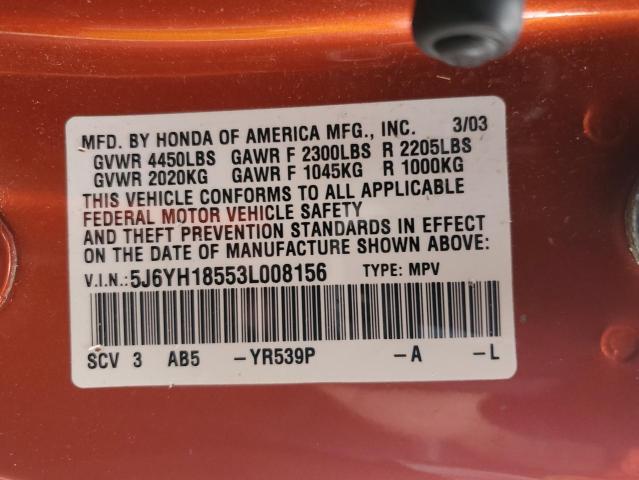 MFD. BY HONDA OF AMERICA MFG., INC. 3/03
GVWR 4450LBS GAWR F 2300LBS R 2205LBS
GVWR 2020KG GAWR F 1045KG R 1000KG
THIS VEHICLE CONFORMS TO ALL APPLICABLE
FEDERAL MOTOR VEHICLE SAFETY
AND THEFT PREVENTION STANDARDS IN EFFECT
ON THE DATE OF MANUFACTURE SHOWN ABOVE:
V.I.N.:5J6YH18553L008156 TYPE: MPV
SCV 3 AB5 -YR539P -A -L